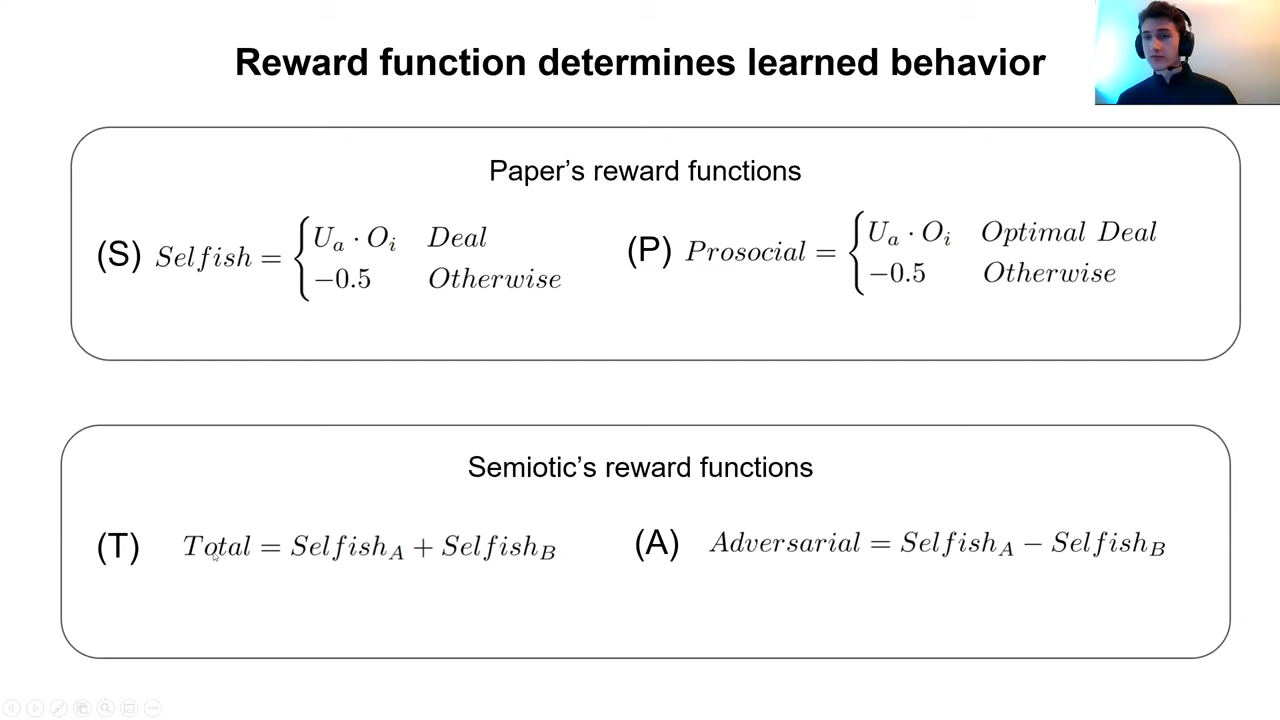 Reward function determines learned behavior
Paper's reward functions
(S) Selfish = { U_a · O_i Deal
−0.5 Otherwise
(P) Prosocial = { U_a · O_i Optimal Deal
−0.5 Otherwise
Semiotic's reward functions
(T) Total = Selfish_A + Selfish_B
(A) Adversarial = Selfish_A − Selfish_B